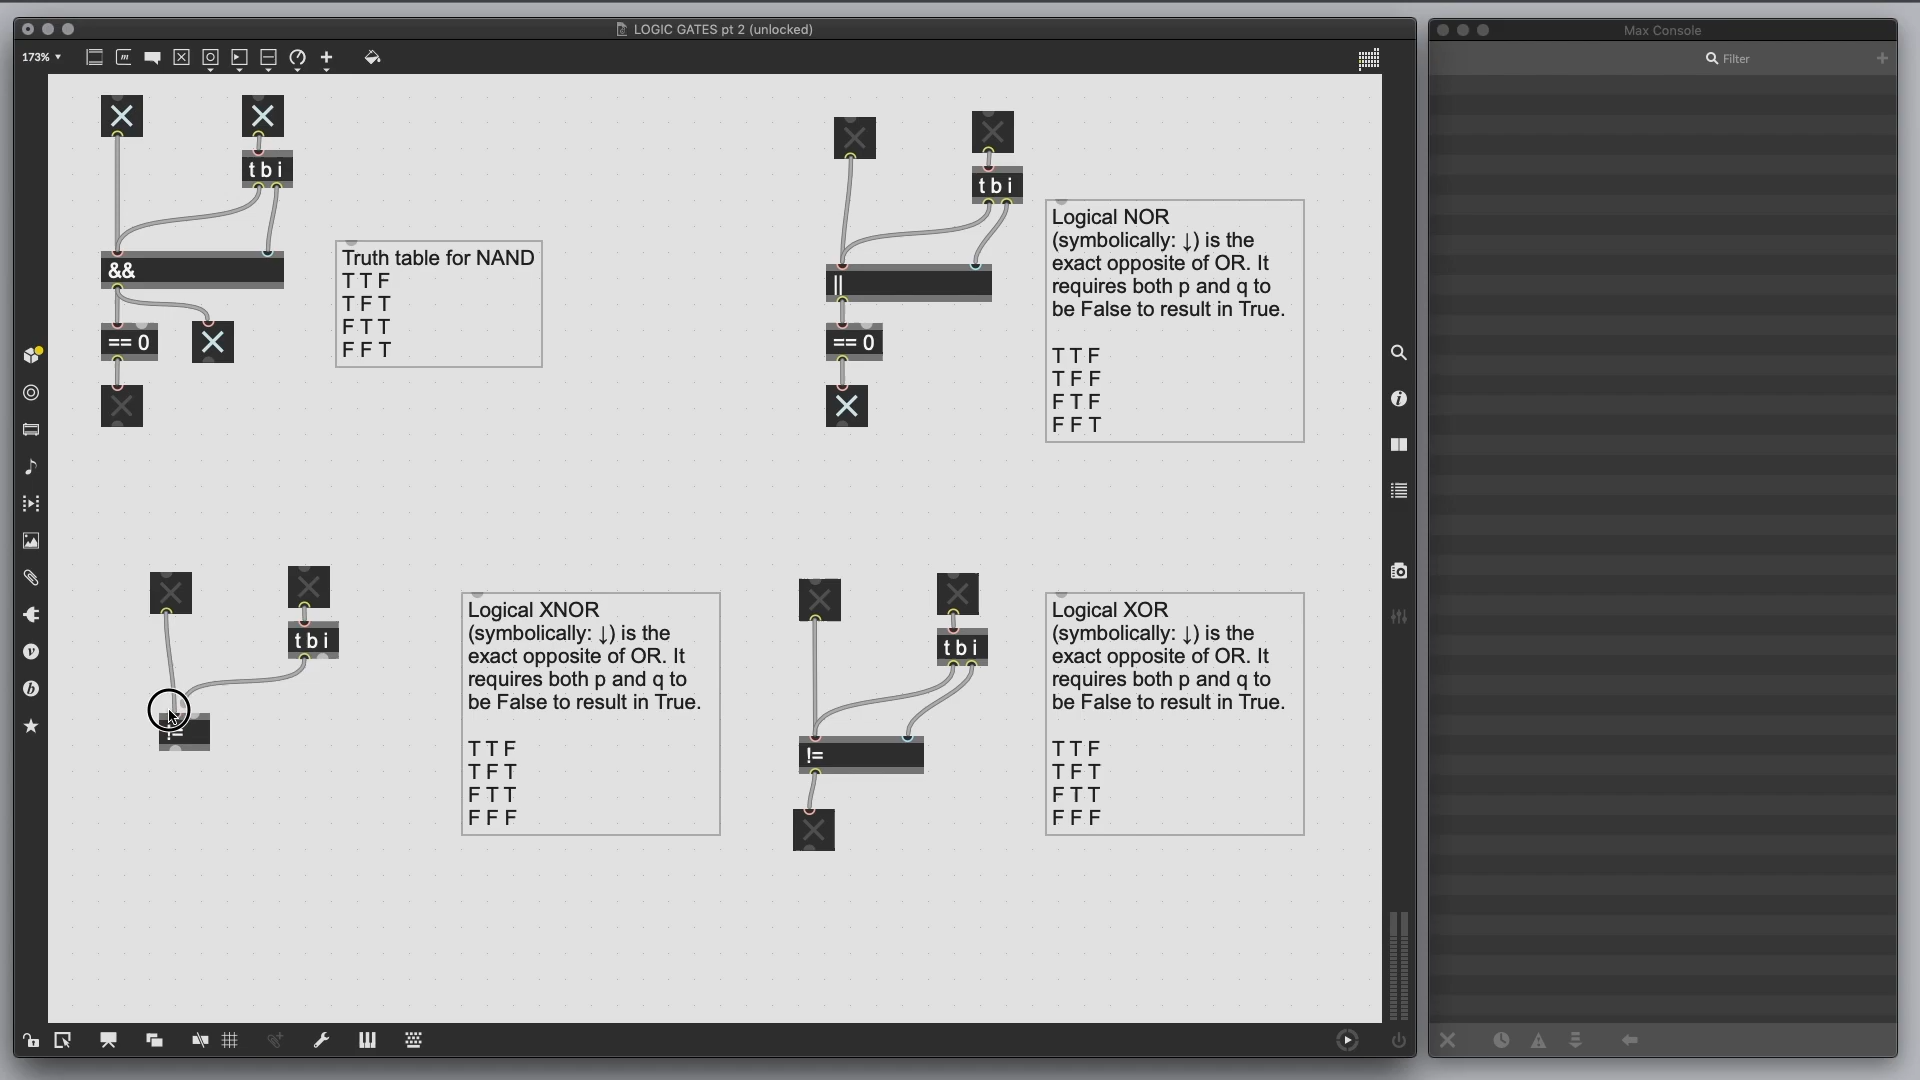 LOGIC GATES pt 2 (unlocked)
Max Console
173%
Filter
t b i
&&
== 0
Truth table for NAND
T T F
T F T
F T T
F F T
t b i
||
== 0
Logical NOR
(symbolically: ↓) is the
exact opposite of OR. It
requires both p and q to
be False to result in True.
T T F
T F F
F T F
F F T
t b i
!=
Logical XNOR
(symbolically: ↓) is the
exact opposite of OR. It
requires both p and q to
be False to result in True.
T T F
T F T
F T T
F F F
t b i
!=
Logical XOR
(symbolically: ↓) is the
exact opposite of OR. It
requires both p and q to
be False to result in True.
T T F
T F T
F T T
F F F